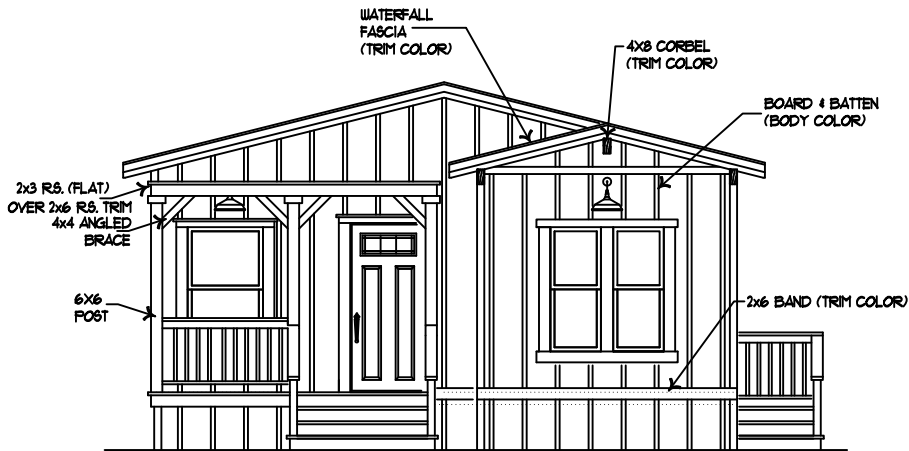 WATERFALL
FASCIA
(TRIM COLOR)
4X8 CORBEL
(TRIM COLOR)
BOARD & BATTEN
(BODY COLOR)
2x3 R.S. (FLAT)
OVER 2x6 R.S. TRIM
4x4 ANGLED
BRACE
6X6
POST
2x6 BAND (TRIM COLOR)